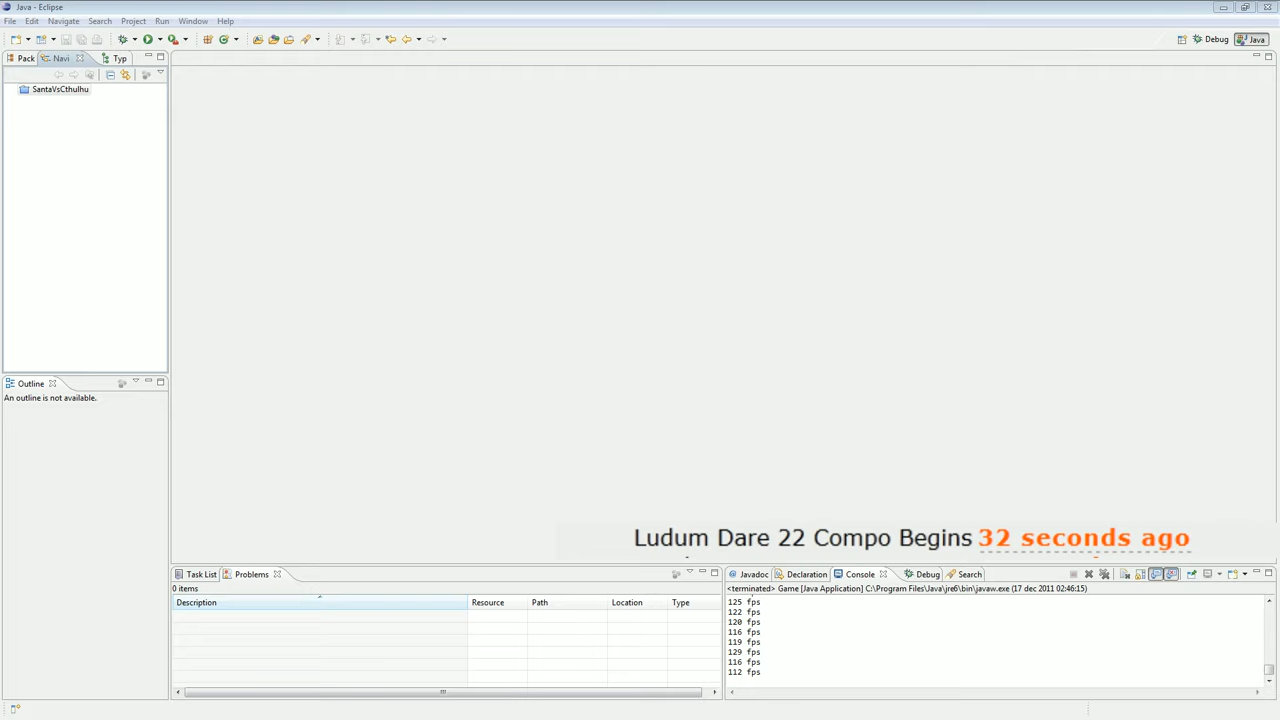 Java - Eclipse
File Edit Navigate Search Project Run Window Help
Debug Java
Pack Navi Typ
SantaVsCthulhu
Outline
An outline is not available.
Ludum Dare 22 Compo Begins 32 seconds ago
Task List Problems
0 items
Description Resource Path Location Type
Javadoc Declaration Console Debug Search
<terminated> Game [Java Application] C:\Program Files\Java\jre6\bin\javaw.exe (17 dec 2011 02:46:15)
125 fps
122 fps
120 fps
116 fps
119 fps
129 fps
116 fps
112 fps